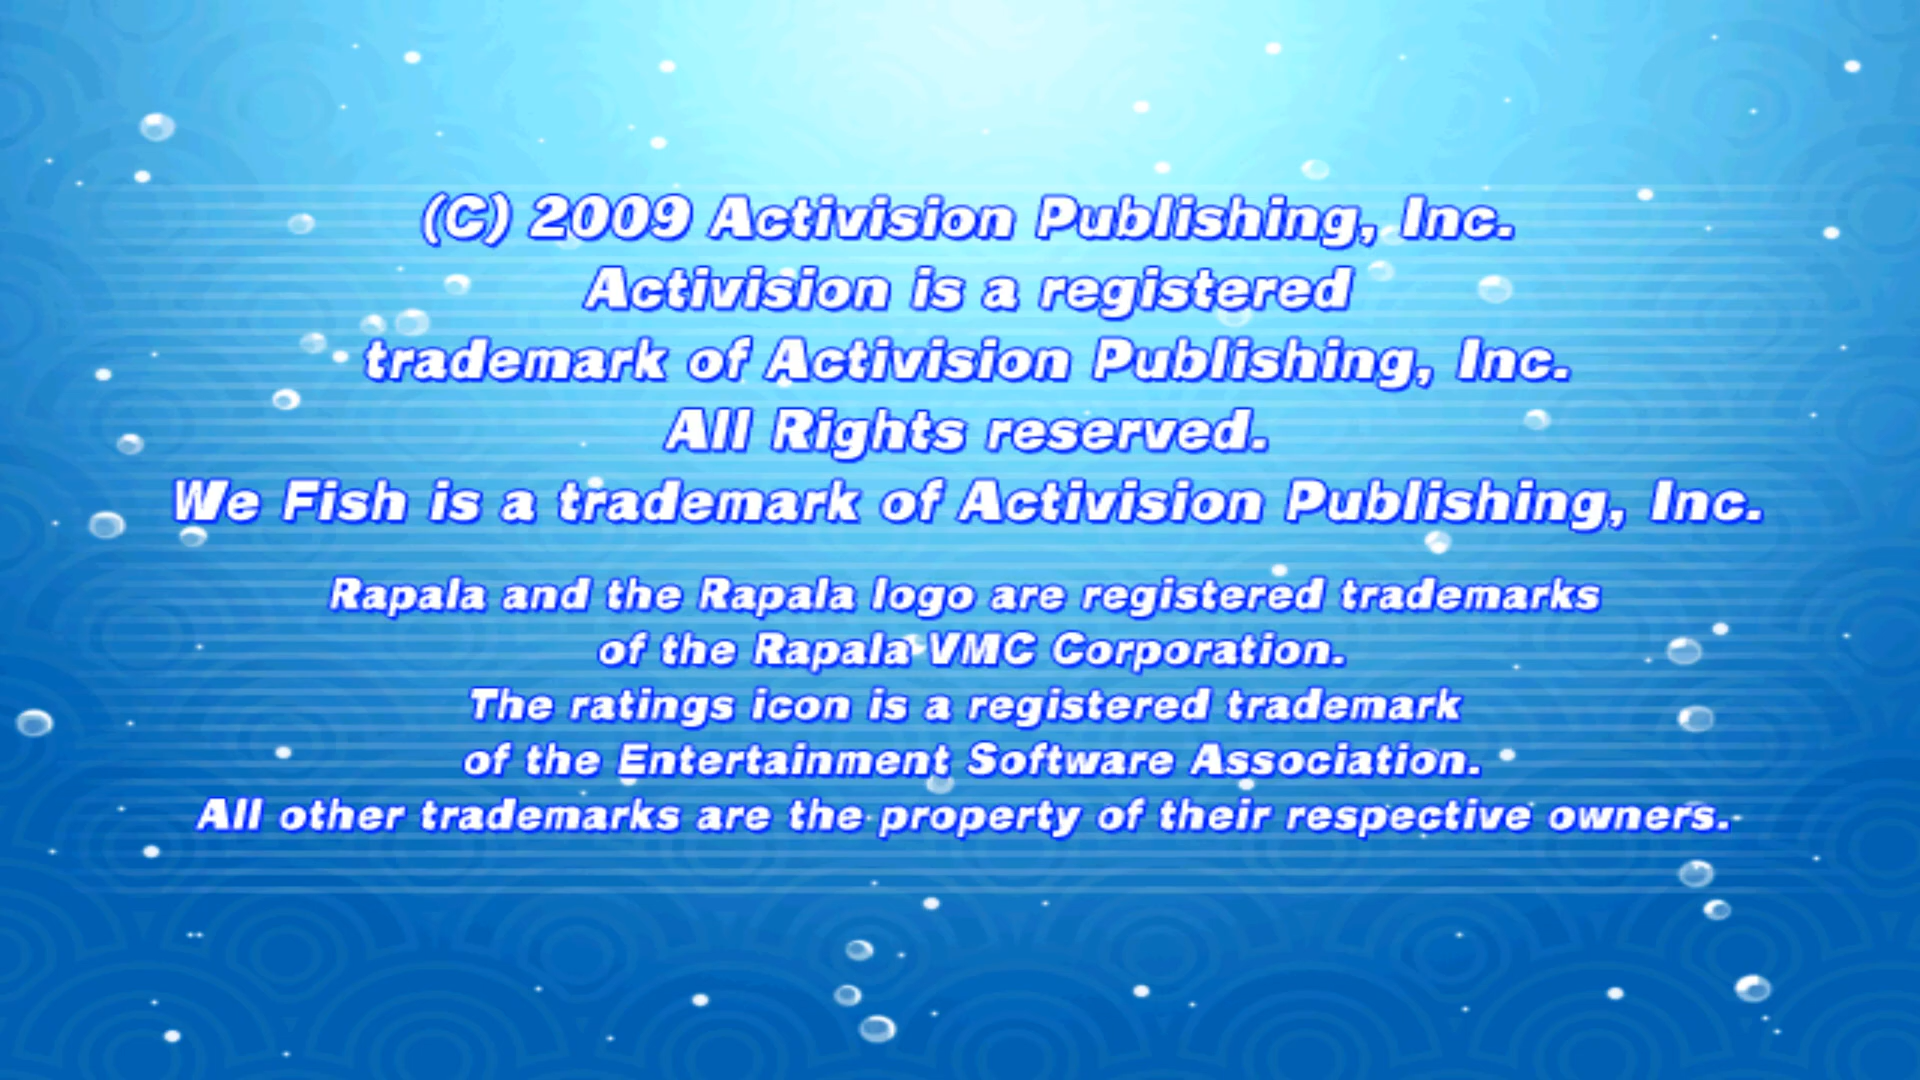 (C) 2009 Activision Publishing, Inc.
Activision is a registered
trademark of Activision Publishing, Inc.
All Rights reserved.
We Fish is a trademark of Activision Publishing, Inc.
Rapala and the Rapala logo are registered trademarks
of the Rapala VMC Corporation.
The ratings icon is a registered trademark
of the Entertainment Software Association.
All other trademarks are the property of their respective owners.